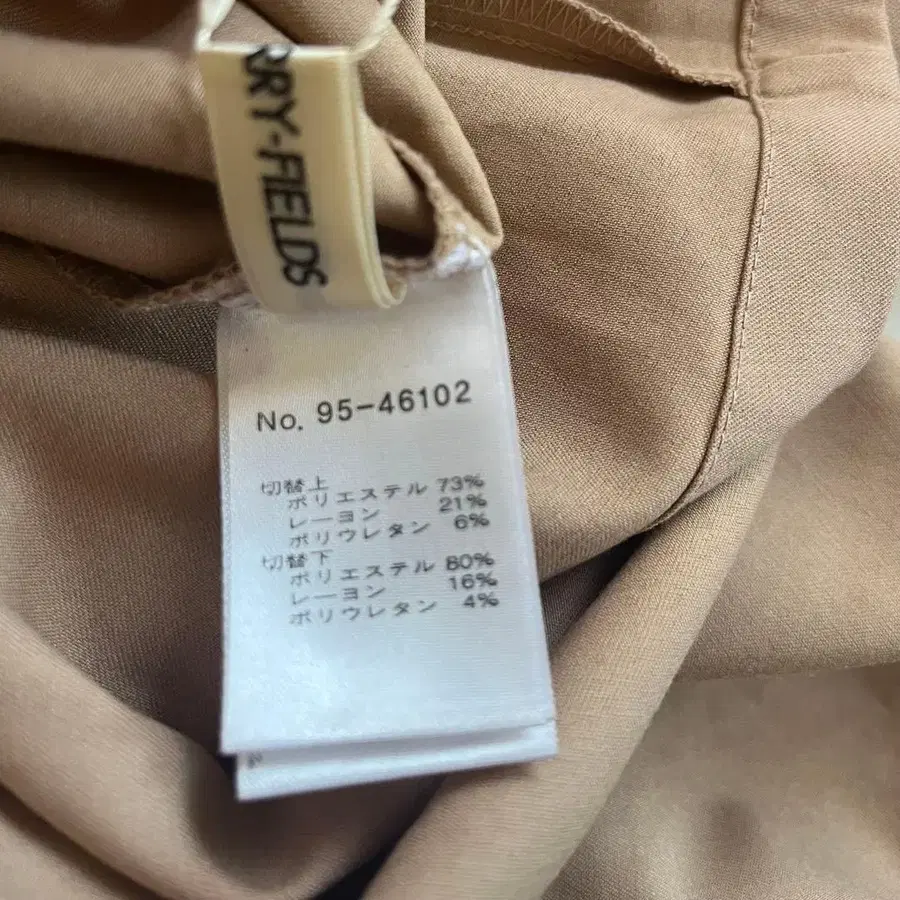 RRY-FIELDS
No. 95-46102
切替上
ポリエステル 73%
レーヨン 21%
ポリウレタン 6%
切替下
ポリエステル 80%
レーヨン 16%
ポリウレタン 4%